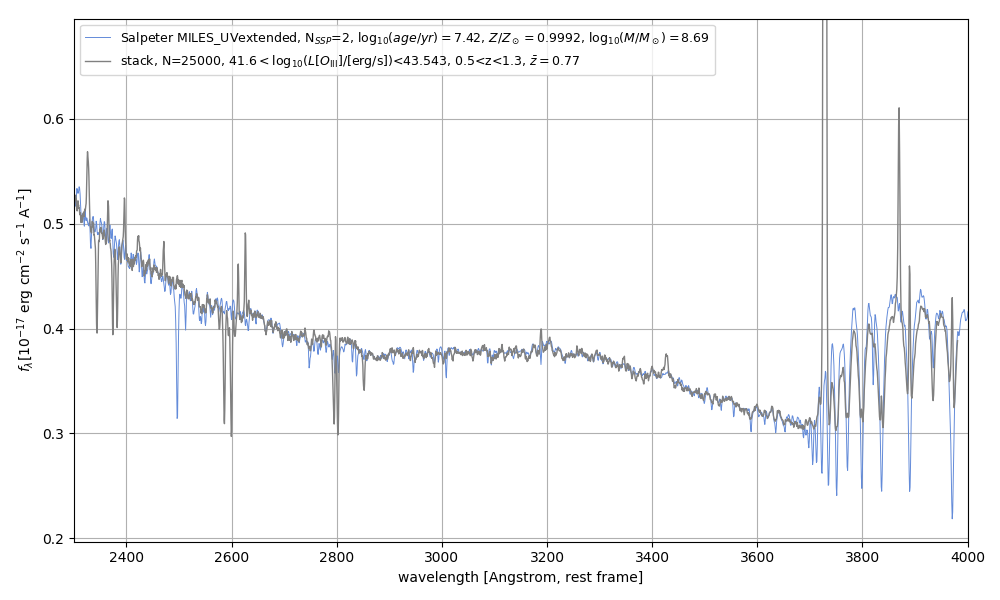 Salpeter MILES_UVextended, N_SSP=2, log₁₀(age/yr) = 7.42, Z/Z⊙ = 0.9992, log₁₀(M/M⊙) = 8.69
stack, N=25000, 41.6 < log₁₀(L[O_III]/[erg/s])<43.543, 0.5<z<1.3, z̄ = 0.77
0.6
0.5
0.4
0.3
0.2
f_λ[10⁻¹⁷ erg cm⁻² s⁻¹ A⁻¹]
2400 2600 2800 3000 3200 3400 3600 3800 4000
wavelength [Angstrom, rest frame]